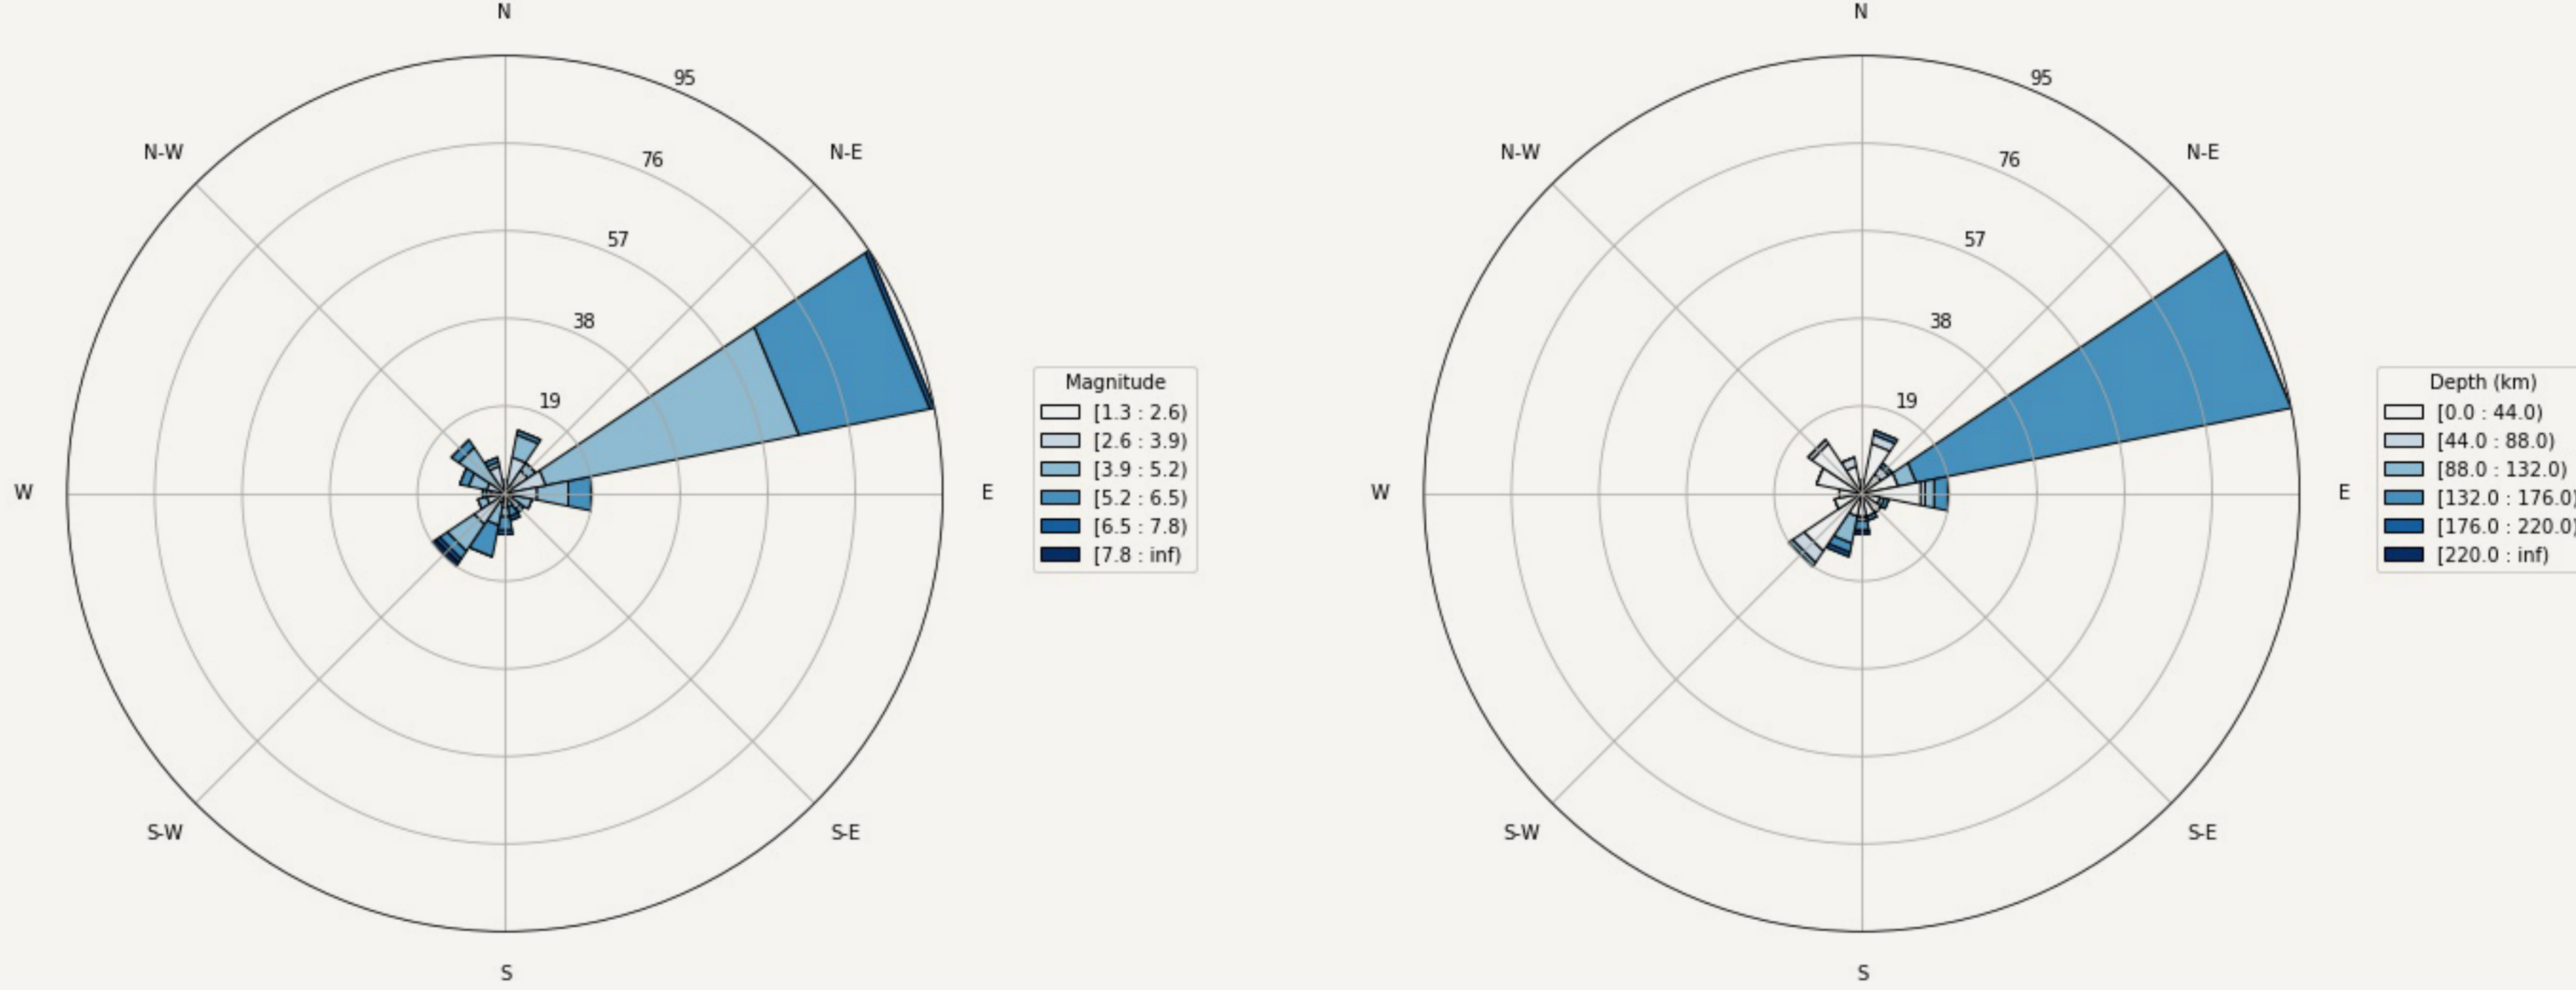 N
95
N-W
N-E
76
57
38
19
W
E
S-W
S-E
S
Magnitude
[1.3 : 2.6)
[2.6 : 3.9)
[3.9 : 5.2)
[5.2 : 6.5)
[6.5 : 7.8)
[7.8 : inf)
N
95
N-W
N-E
76
57
38
19
W
E
S-W
S-E
S
Depth (km)
[0.0 : 44.0)
[44.0 : 88.0)
[88.0 : 132.0)
[132.0 : 176.0)
[176.0 : 220.0)
[220.0 : inf)